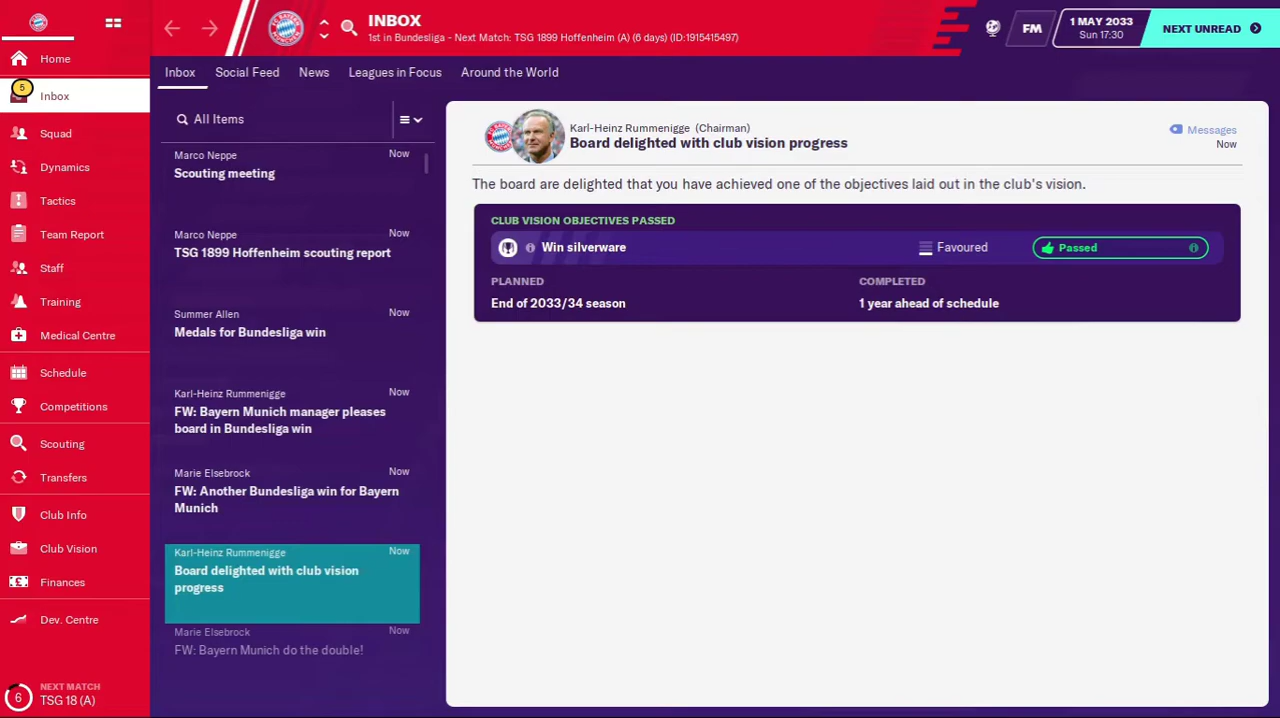 INBOX
1st in Bundesliga - Next Match: TSG 1899 Hoffenheim (A) (6 days) (ID:1915415497)
FM
1 MAY 2033
Sun 17:30
NEXT UNREAD
Home
5
Inbox
Squad
Dynamics
Tactics
Team Report
Staff
Training
Medical Centre
Schedule
Competitions
Scouting
Transfers
Club Info
Club Vision
Finances
Dev. Centre
6
NEXT MATCH
TSG 18 (A)
Inbox
Social Feed
News
Leagues in Focus
Around the World
All Items
Marco Neppe
Now
Scouting meeting
Marco Neppe
Now
TSG 1899 Hoffenheim scouting report
Summer Allen
Now
Medals for Bundesliga win
Karl-Heinz Rummenigge
Now
FW: Bayern Munich manager pleases
board in Bundesliga win
Marie Elsebrock
Now
FW: Another Bundesliga win for Bayern
Munich
Karl-Heinz Rummenigge
Now
Board delighted with club vision
progress
Marie Elsebrock
Now
FW: Bayern Munich do the double!
Karl-Heinz Rummenigge (Chairman)
Board delighted with club vision progress
Messages
Now
The board are delighted that you have achieved one of the objectives laid out in the club's vision.
CLUB VISION OBJECTIVES PASSED
Win silverware
Favoured
Passed
PLANNED
End of 2033/34 season
COMPLETED
1 year ahead of schedule